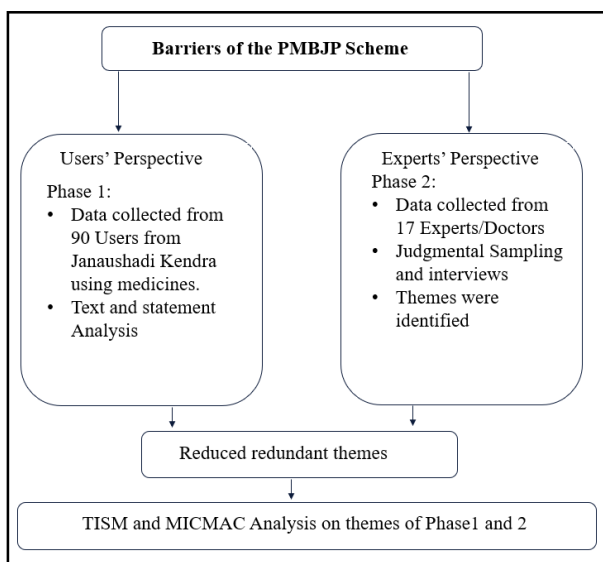 Barriers of the PMBJP Scheme
Users' Perspective
Phase 1:
• Data collected from
90 Users from
Janaushadi Kendra
using medicines.
• Text and statement
Analysis
Experts' Perspective
Phase 2:
• Data collected from
17 Experts/Doctors
• Judgmental Sampling
and interviews
• Themes were
identified
Reduced redundant themes
TISM and MICMAC Analysis on themes of Phase1 and 2